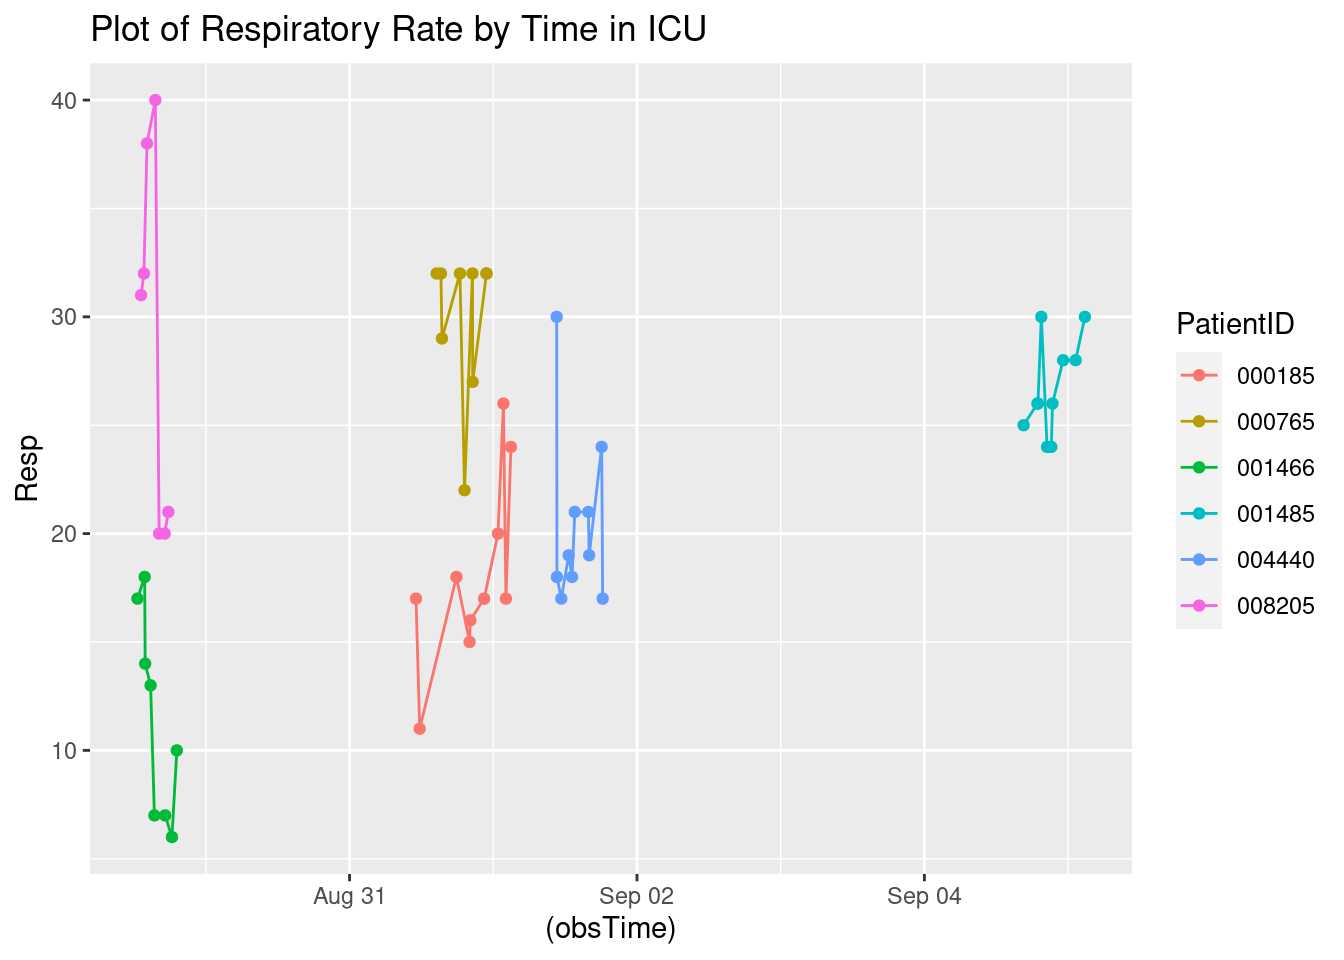 Plot of Respiratory Rate by Time in ICU
40
30
20
10
Resp
Aug 31
Sep 02
Sep 04
(obsTime)
PatientID
000185
000765
001466
001485
004440
008205